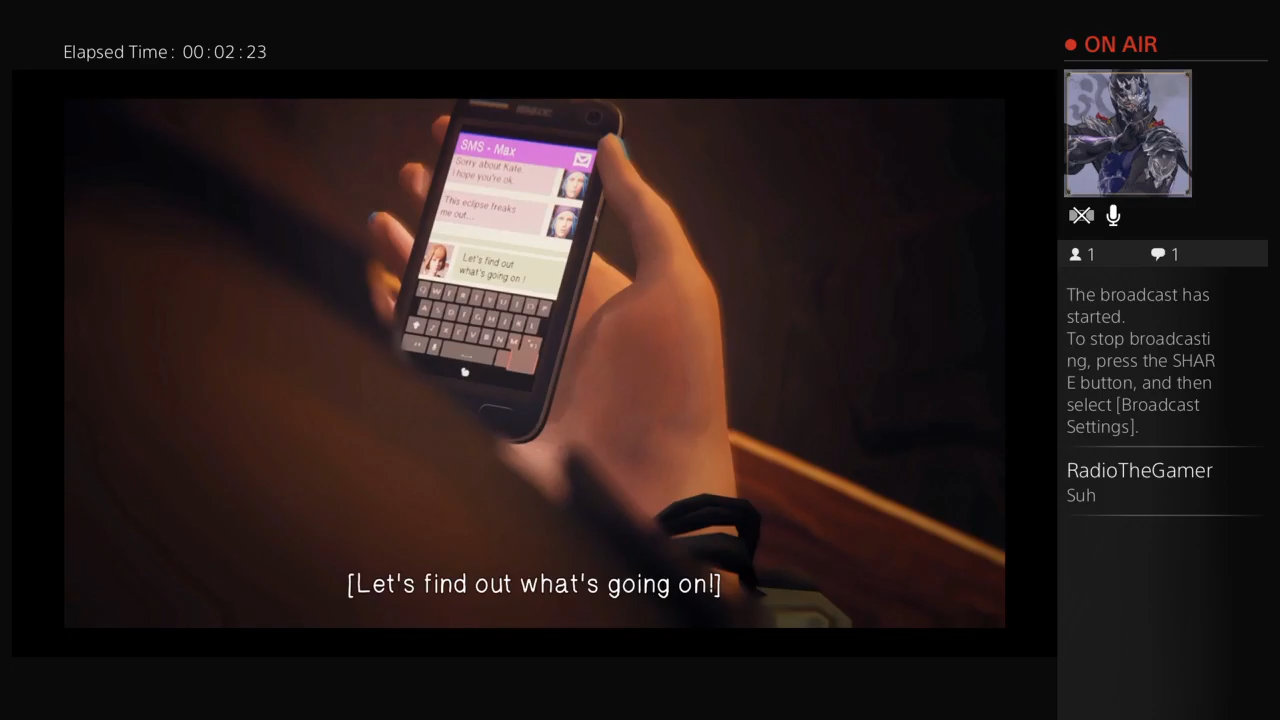 Elapsed Time: 00:02:23
ON AIR
SMS - Max
Sorry about Kate
I hope you're ok.
This eclipse freaks
me out...
Let's find out
what's going on !
Q W E R T Y U I O P
A S D F G H J K L
Z X C V B N M
[Let's find out what's going on!]
1
1
The broadcast has
started.
To stop broadcasti
ng, press the SHAR
E button, and then
select [Broadcast
Settings].
RadioTheGamer
Suh